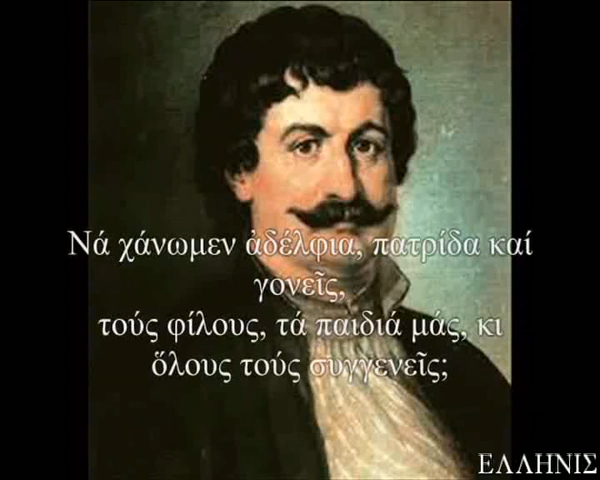 Νά χάνωμεν ἀδέλφια, πατρίδα καί
γονεῖς,
τούς φίλους, τά παιδιά μάς, κι
ὅλους τούς συγγενεῖς;
ΕΛΛΗΝΙΣ